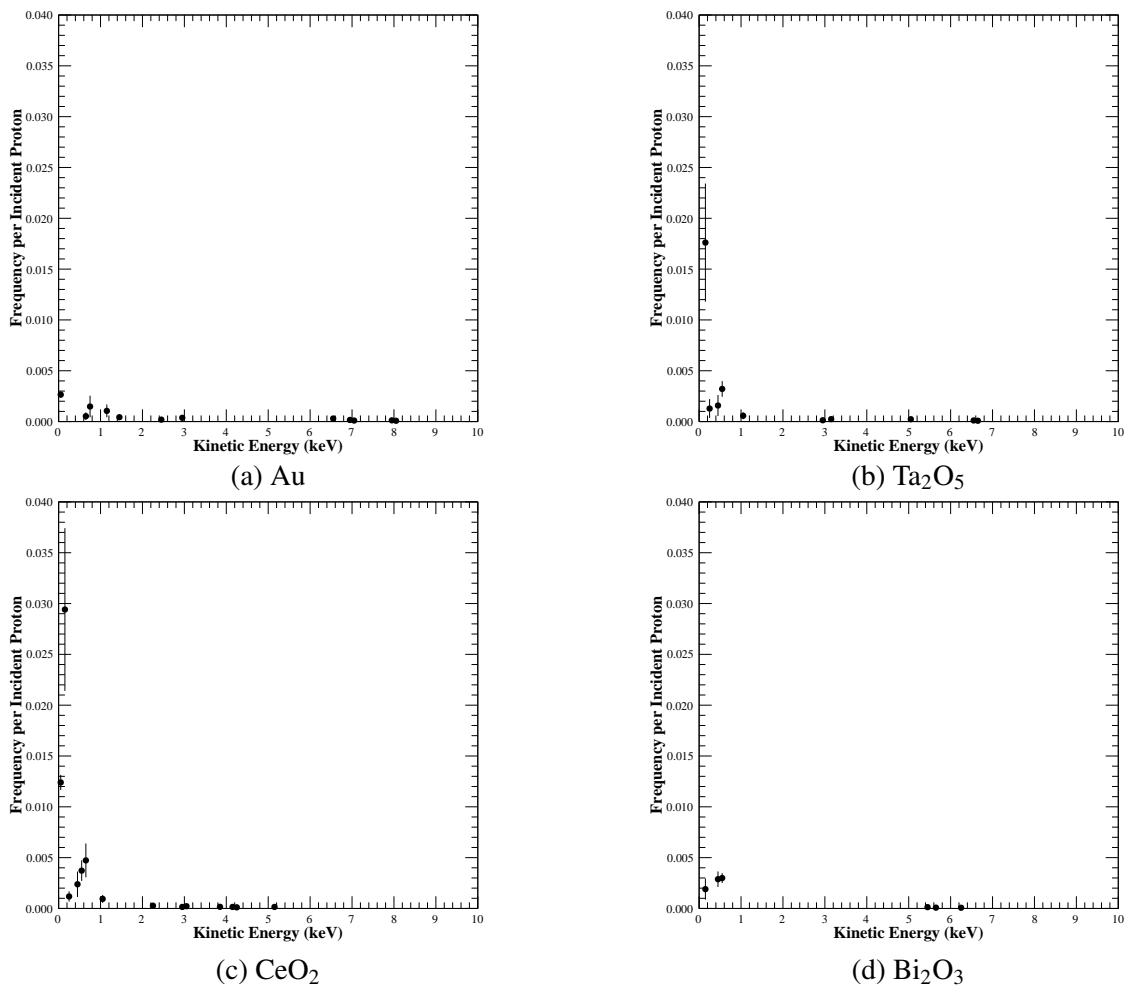 0.040
0.035
0.030
0.025
0.020
0.015
0.010
0.005
0.000
Frequency per Incident Proton
0 1 2 3 4 5 6 7 8 9 10
Kinetic Energy (keV)
(a) Au
0.040
0.035
0.030
0.025
0.020
0.015
0.010
0.005
0.000
Frequency per Incident Proton
0 1 2 3 4 5 6 7 8 9 10
Kinetic Energy (keV)
(b) Ta₂O₅
0.040
0.035
0.030
0.025
0.020
0.015
0.010
0.005
0.000
Frequency per Incident Proton
0 1 2 3 4 5 6 7 8 9 10
Kinetic Energy (keV)
(c) CeO₂
0.040
0.035
0.030
0.025
0.020
0.015
0.010
0.005
0.000
Frequency per Incident Proton
0 1 2 3 4 5 6 7 8 9 10
Kinetic Energy (keV)
(d) Bi₂O₃